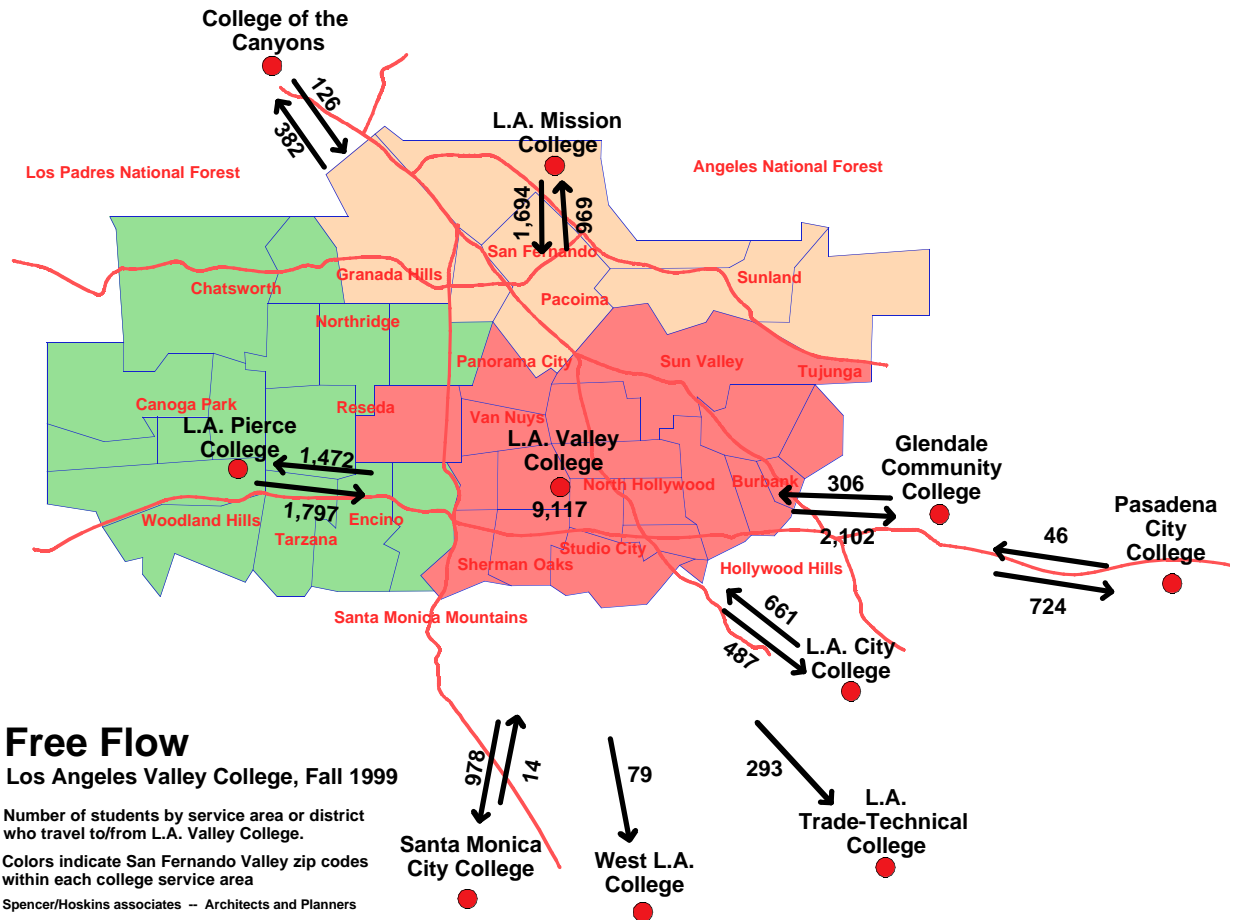 College of the
Canyons
126
382
L.A. Mission
College
Los Padres National Forest
Angeles National Forest
1,694
969
San Fernando
Granada Hills
Chatsworth
Sunland
Pacoima
Northridge
Panorama City
Sun Valley
Tujunga
Canoga Park
Reseda
Van Nuys
L.A. Pierce
College
1,472
L.A. Valley
College
9,117
North Hollywood
Burbank
Glendale
Community
College
306
2,102
Pasadena
City
College
46
724
1,797
Woodland Hills
Encino
Tarzana
Studio City
Sherman Oaks
Hollywood Hills
Santa Monica Mountains
661
487
L.A. City
College
978
14
79
293
Santa Monica
City College
West L.A.
College
L.A.
Trade-Technical
College
Free Flow
Los Angeles Valley College, Fall 1999
Number of students by service area or district
who travel to/from L.A. Valley College.
Colors indicate San Fernando Valley zip codes
within each college service area
Spencer/Hoskins associates -- Architects and Planners